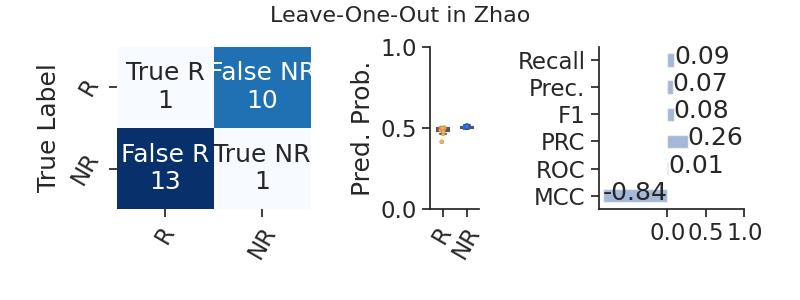 Leave-One-Out in Zhao
True Label
R
NR
True R
1
False NR
10
False R
13
True NR
1
R
NR
Pred. Prob.
1.0
0.5
0.0
R
NR
Recall
Prec.
F1
PRC
ROC
MCC
0.09
0.07
0.08
0.26
0.01
-0.84
0.0 0.5 1.0